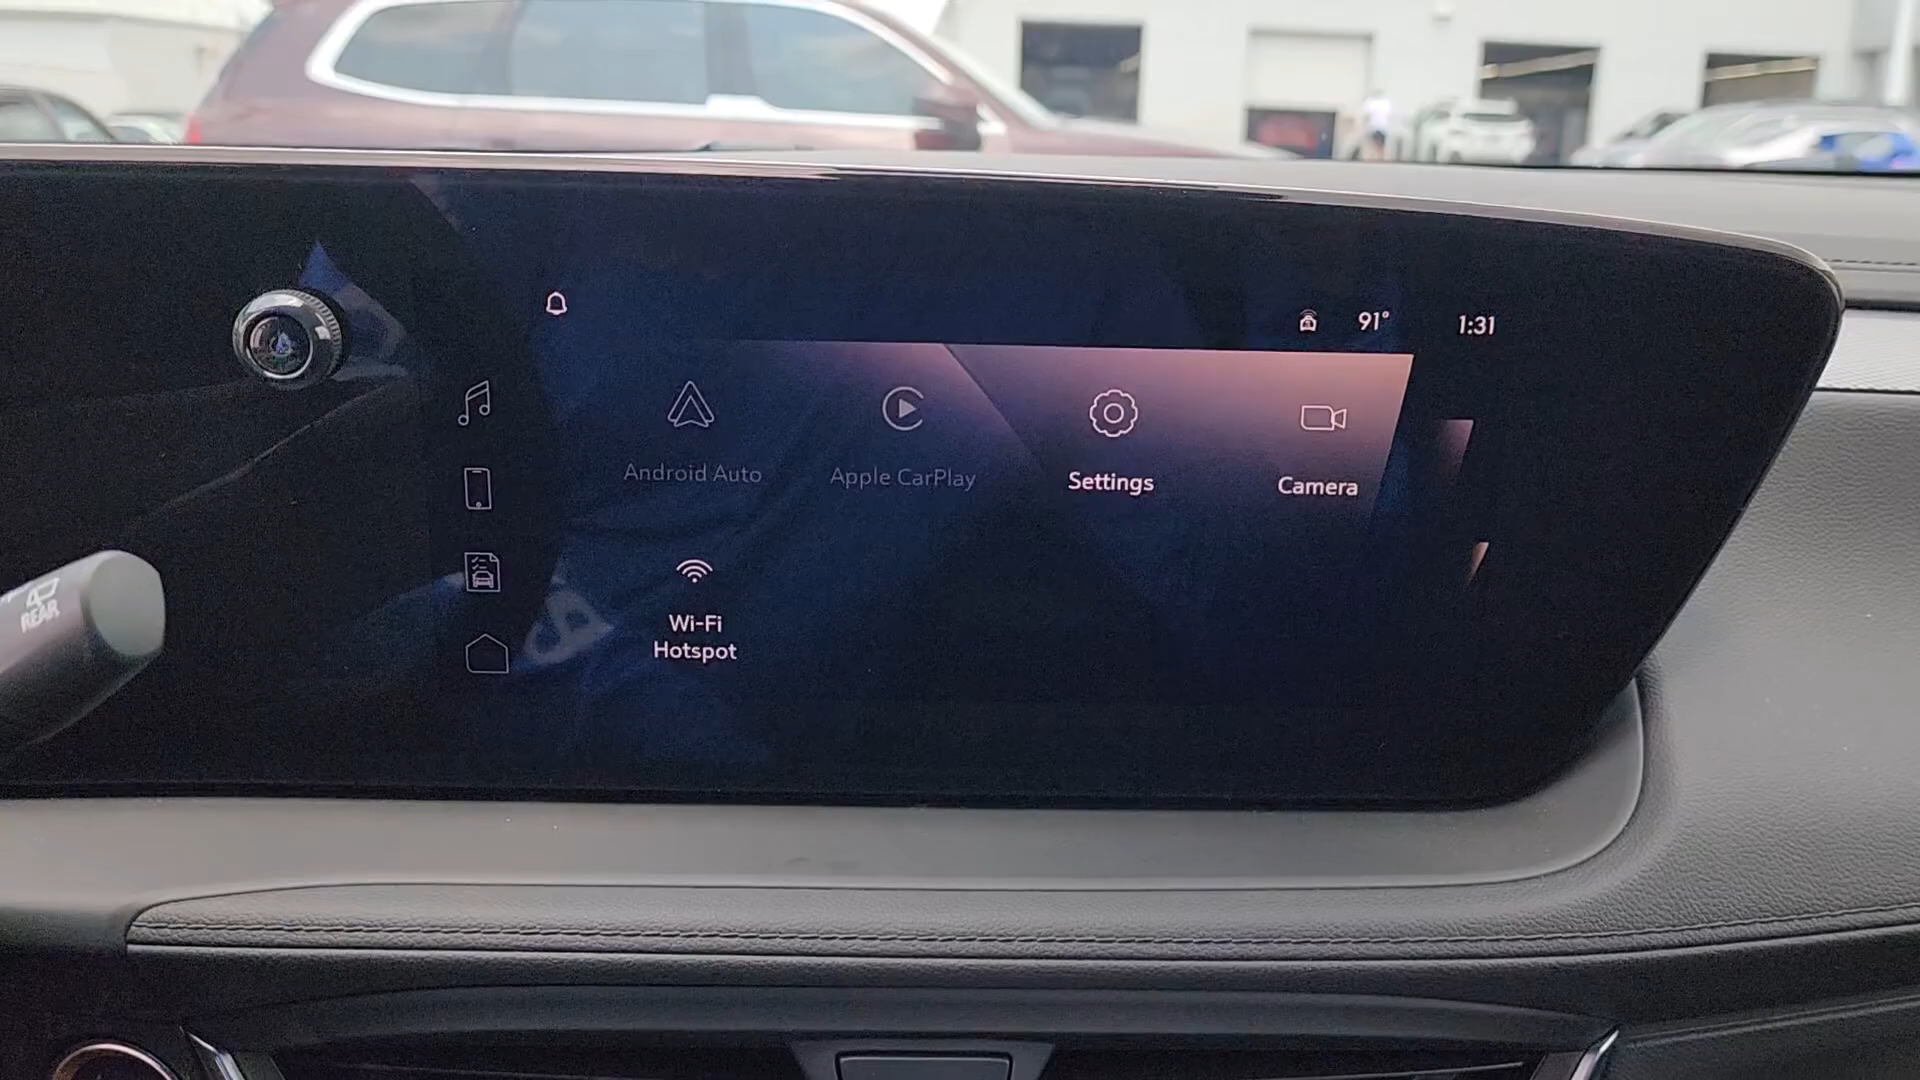 91° 1:31
Android Auto
Apple CarPlay
Settings
Camera
Wi-Fi
Hotspot
REAR